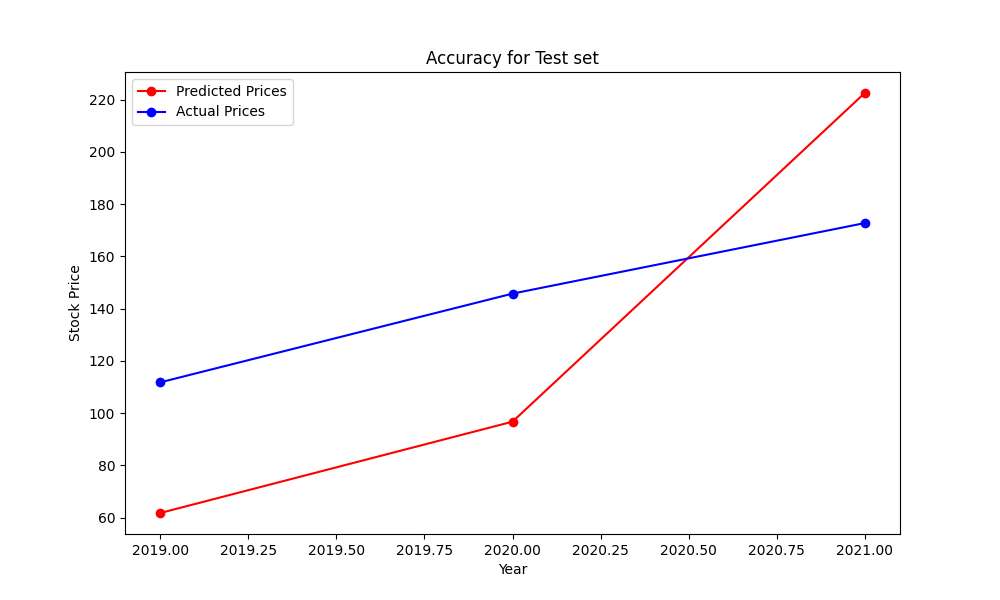 Accuracy for Test set
Predicted Prices
Actual Prices
Stock Price
220
200
180
160
140
120
100
80
60
2019.00 2019.25 2019.50 2019.75 2020.00 2020.25 2020.50 2020.75 2021.00
Year